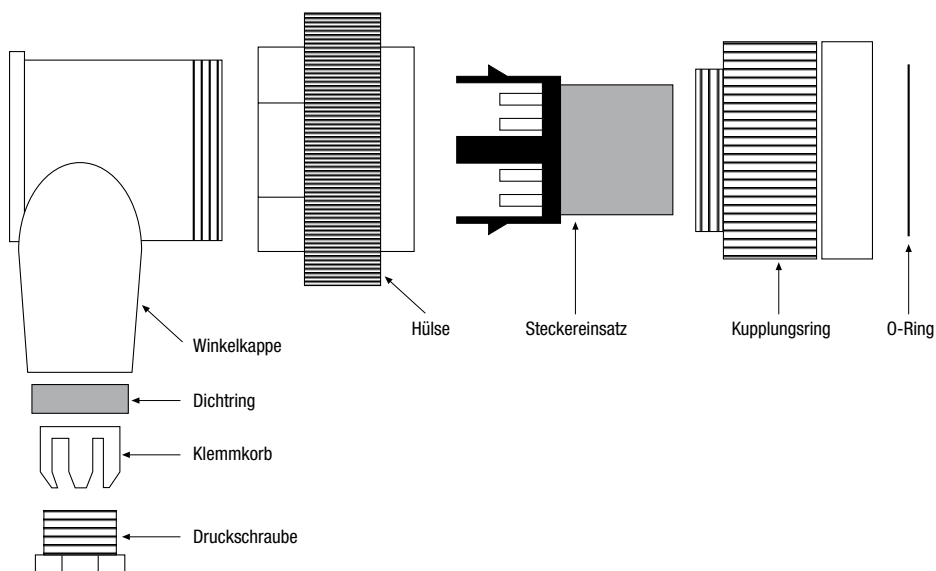 Hülse
Steckereinsatz
Kupplungsring
O-Ring
Winkelkappe
Dichtring
Klemmkorb
Druckschraube